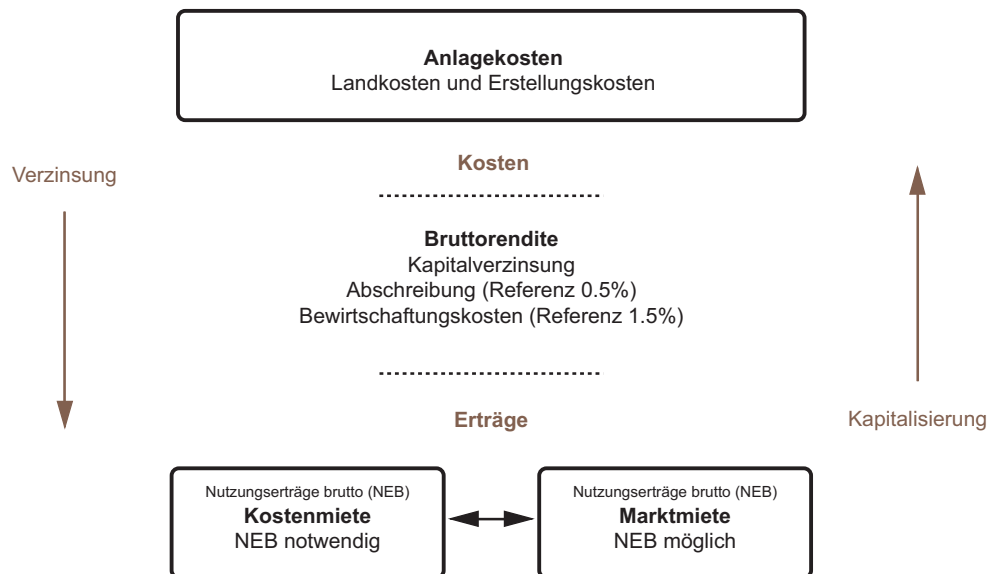 Anlagekosten
Landkosten und Erstellungskosten
Kosten
Verzinsung
Bruttorendite
Kapitalverzinsung
Abschreibung (Referenz 0.5%)
Bewirtschaftungskosten (Referenz 1.5%)
Erträge
Kapitalisierung
Nutzungserträge brutto (NEB)
Kostenmiete
NEB notwendig
Nutzungserträge brutto (NEB)
Marktmiete
NEB möglich